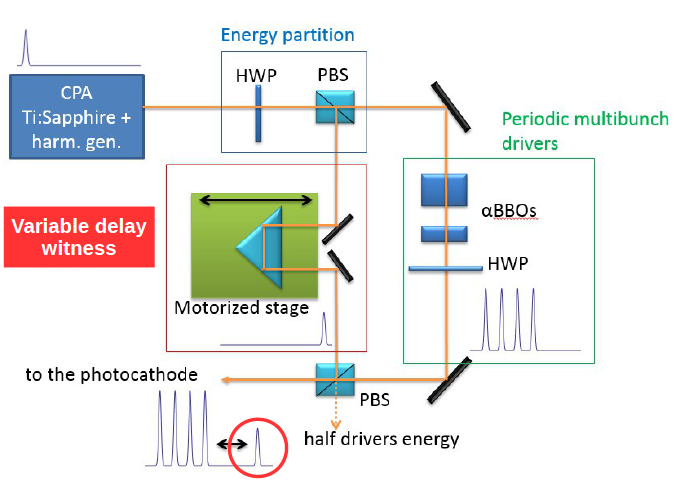 Energy partition
HWP
PBS
CPA
Ti:Sapphire +
harm. gen.
Periodic multibunch
drivers
αBBOs
Variable delay
witness
HWP
Motorized stage
to the photocathode
PBS
half drivers energy